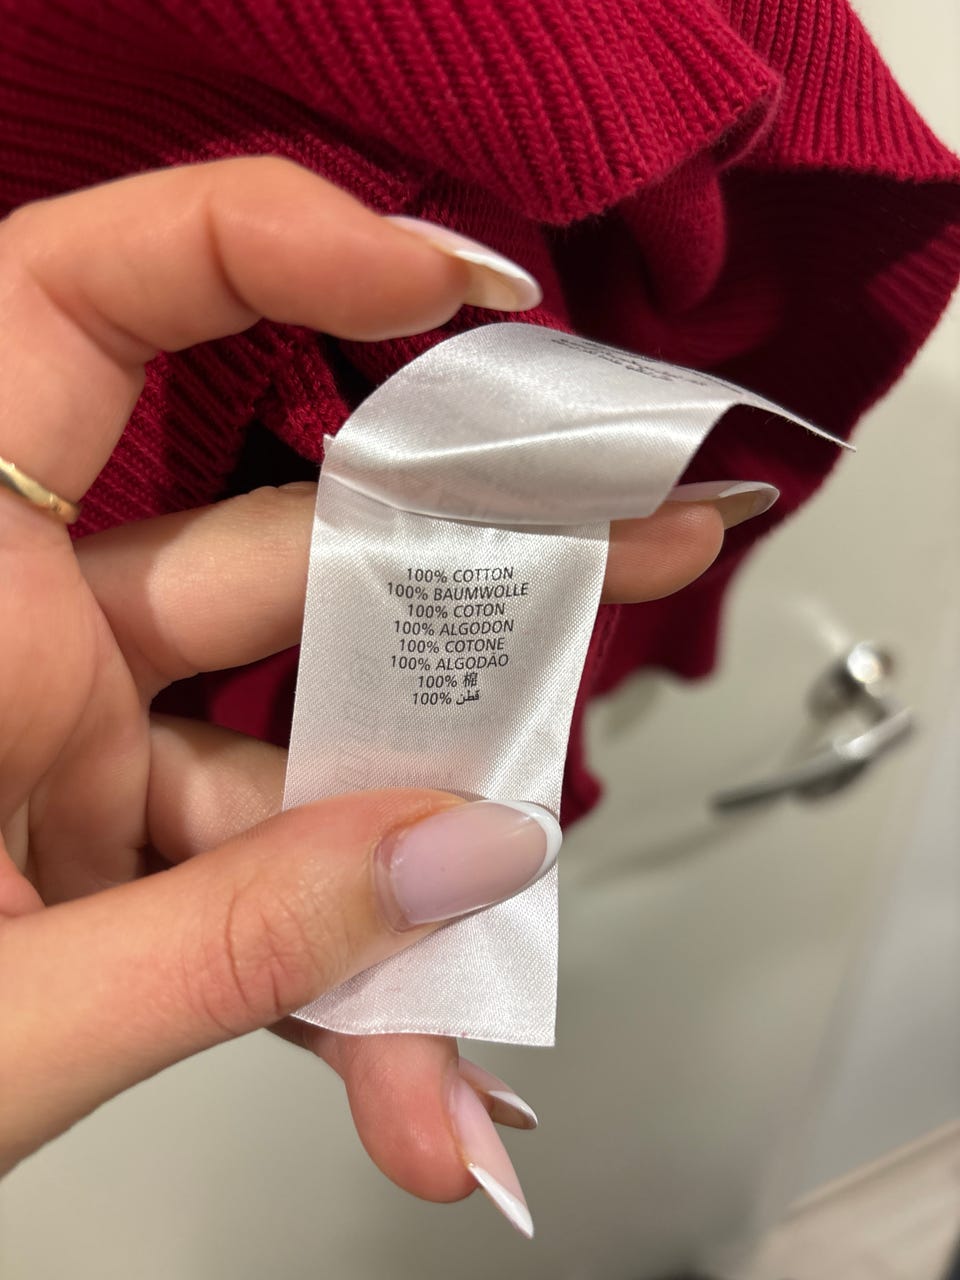 100% COTTON
100% BAUMWOLLE
100% COTON
100% ALGODON
100% COTONE
100% ALGODÃO
100% 棉
100% قطن